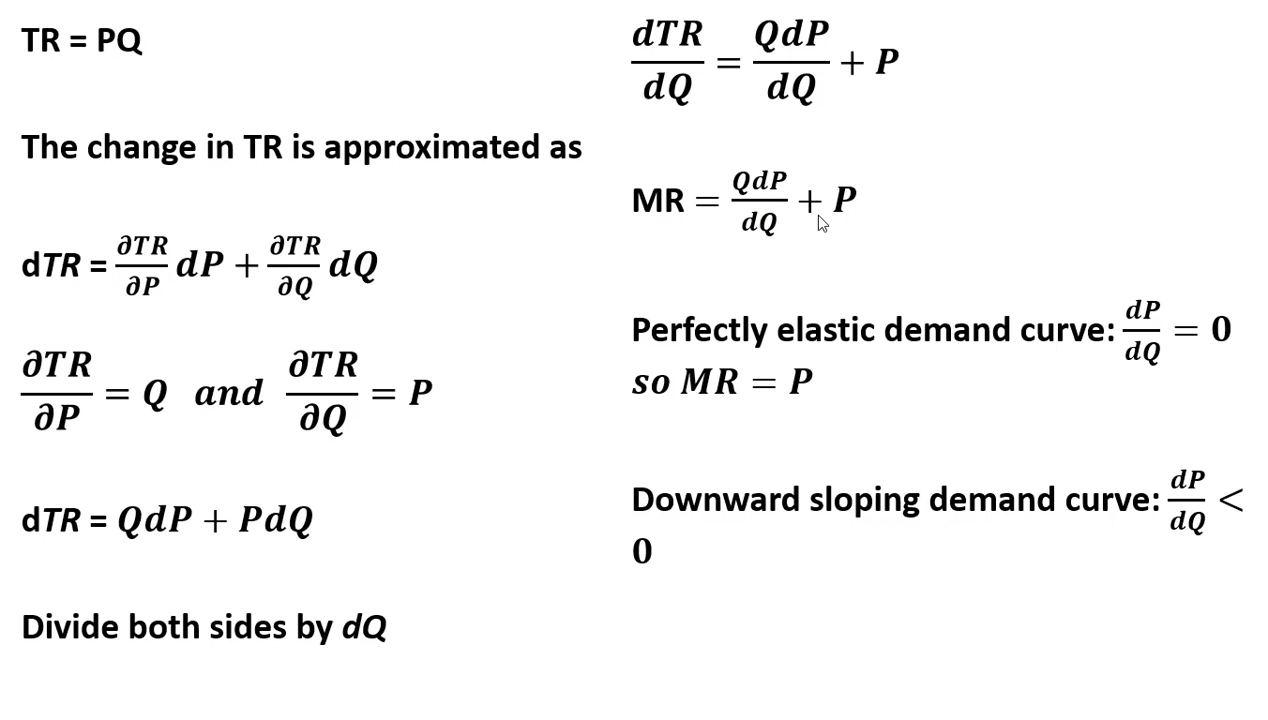 TR = PQ
The change in TR is approximated as
dTR = ∂TR/∂P dP + ∂TR/∂Q dQ
∂TR/∂P = Q and ∂TR/∂Q = P
dTR = QdP + PdQ
Divide both sides by dQ
dTR/dQ = QdP/dQ + P
MR = QdP/dQ + P
Perfectly elastic demand curve: dP/dQ = 0
so MR = P
Downward sloping demand curve: dP/dQ <
0